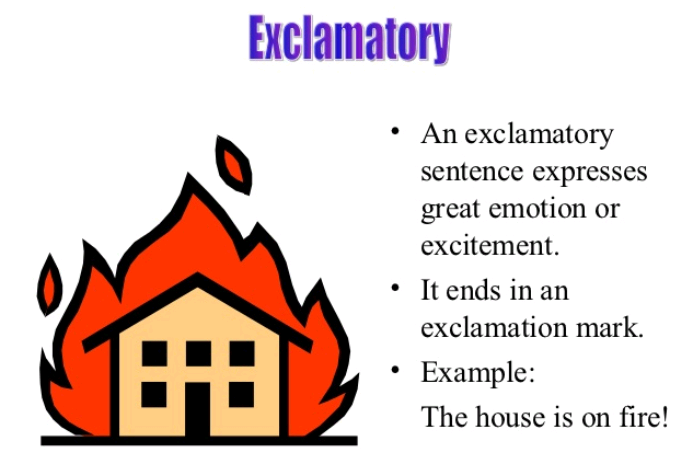 Exclamatory
• An exclamatory
sentence expresses
great emotion or
excitement.
• It ends in an
exclamation mark.
• Example:
The house is on fire!